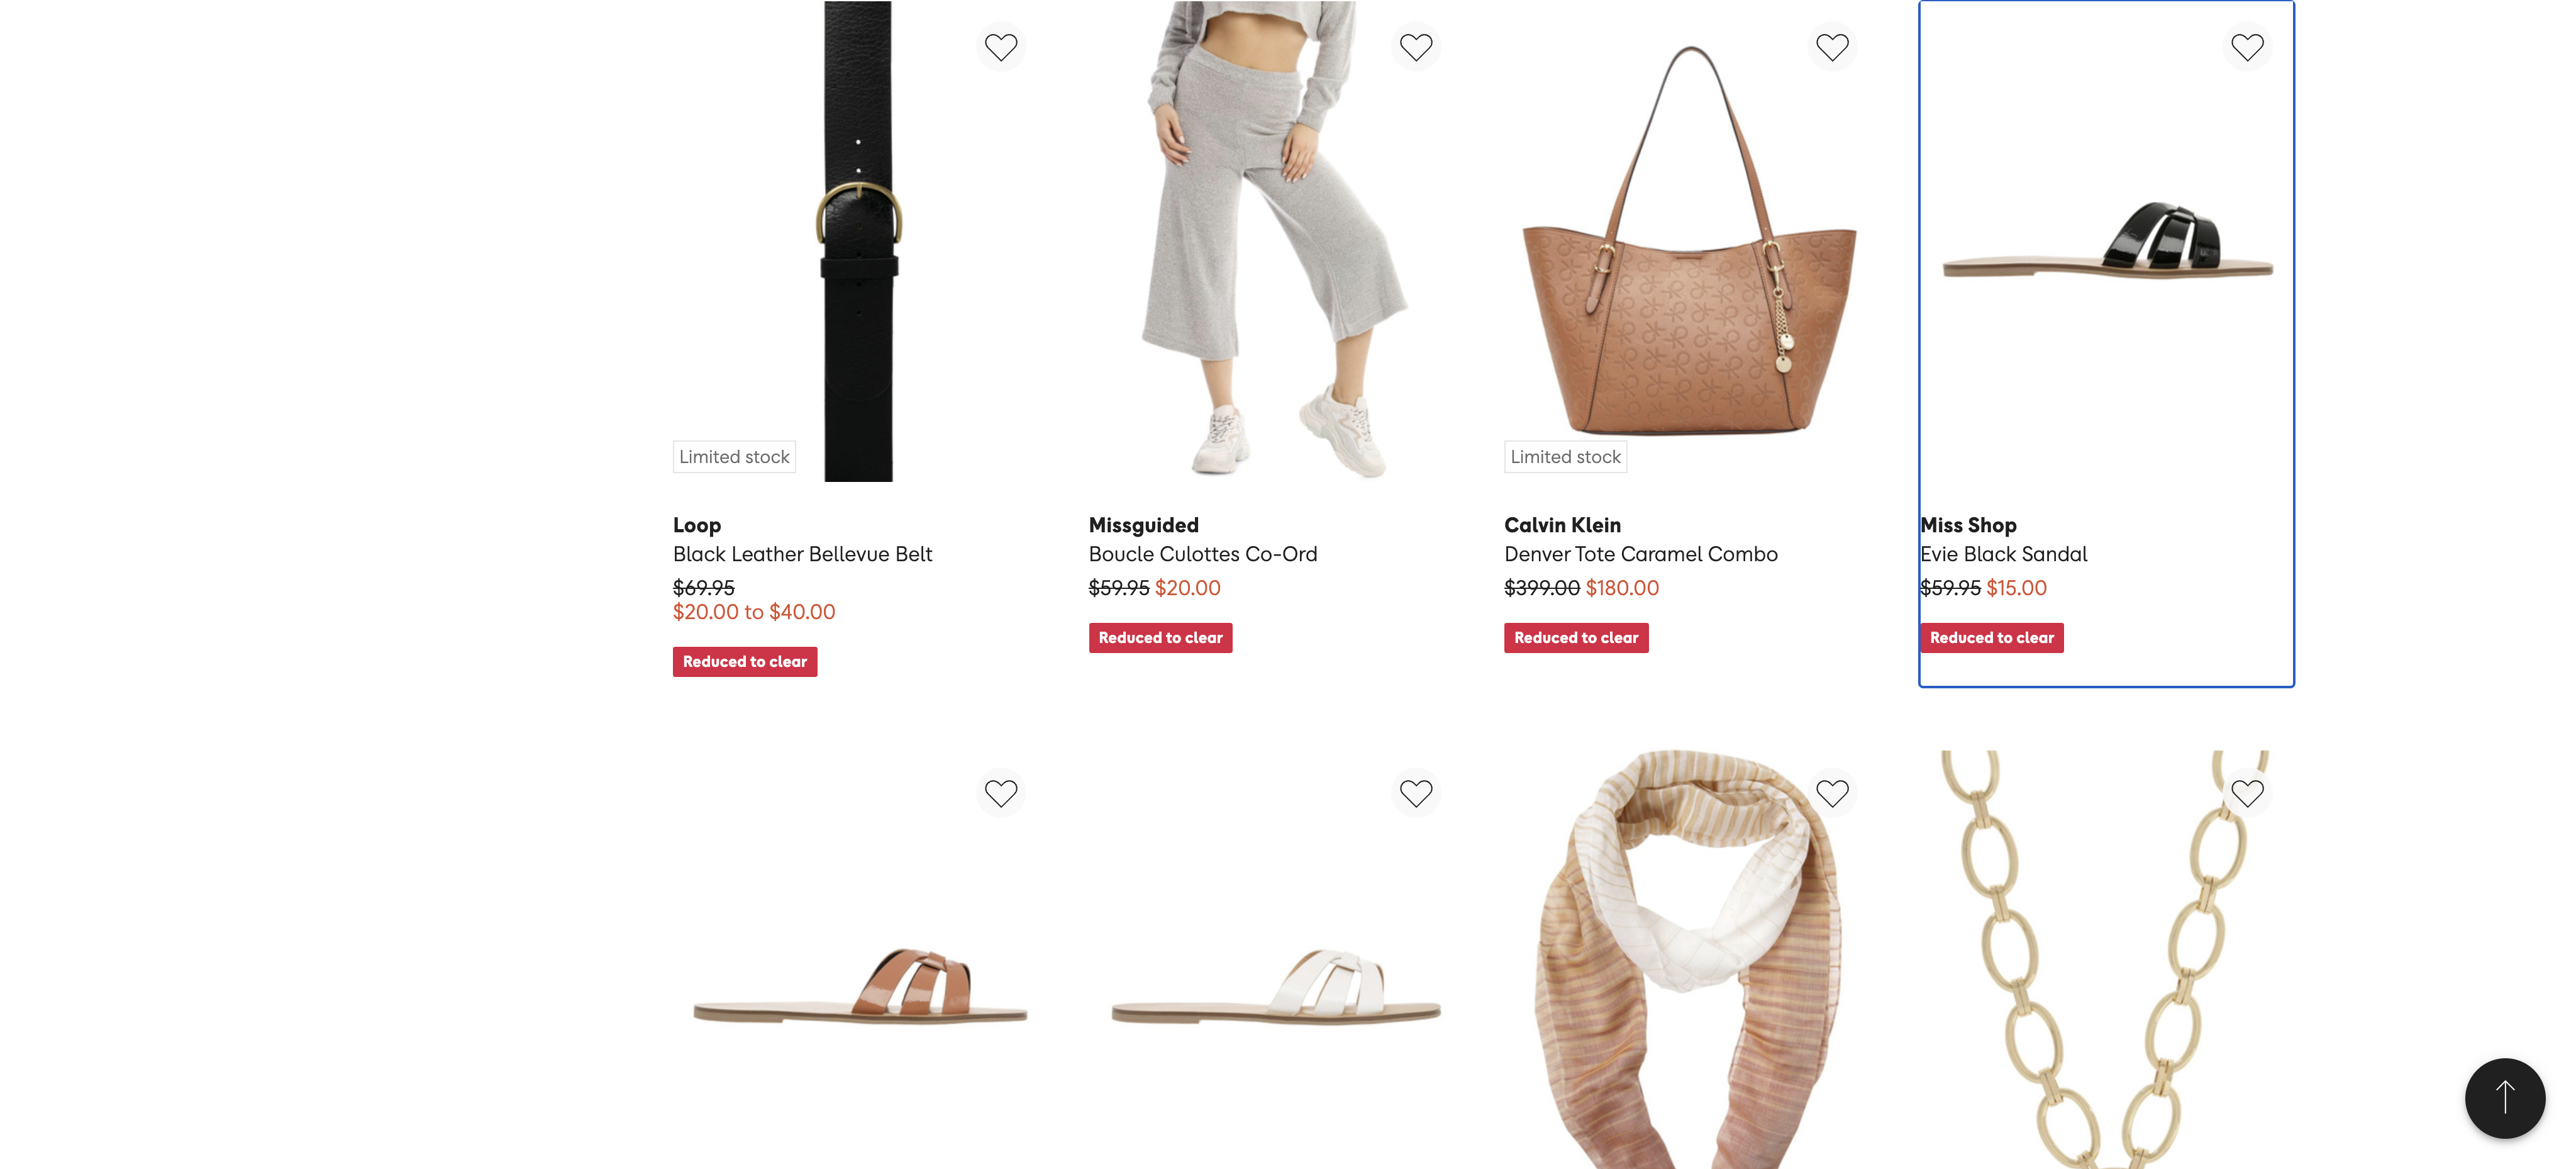 Limited stock
Limited stock
Loop
Black Leather Bellevue Belt
$69.95
$20.00 to $40.00
Reduced to clear
Missguided
Boucle Culottes Co-Ord
$59.95 $20.00
Reduced to clear
Calvin Klein
Denver Tote Caramel Combo
$399.00 $180.00
Reduced to clear
Miss Shop
Evie Black Sandal
$59.95 $15.00
Reduced to clear